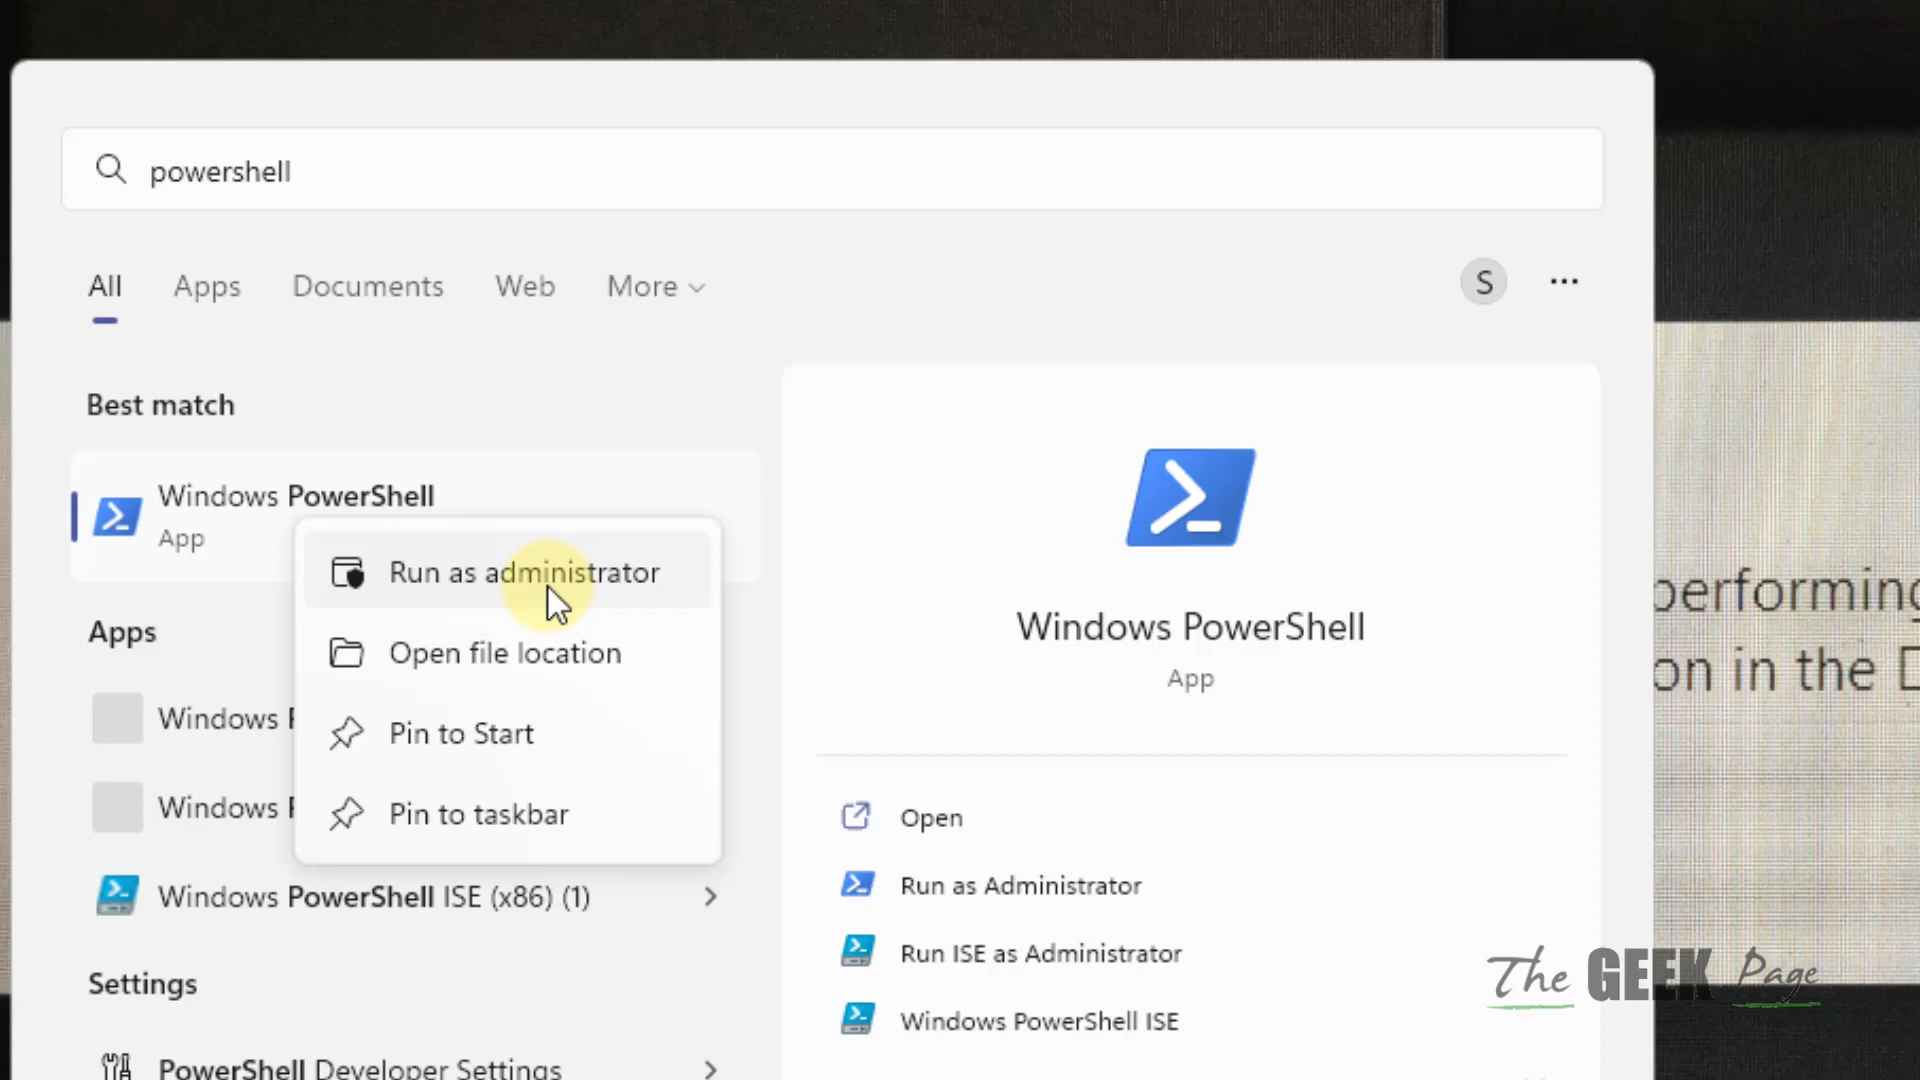 powershell
All
Apps
Documents
Web
More
S
Best match
Windows PowerShell
App
Run as administrator
Open file location
Pin to Start
Pin to taskbar
Apps
Windows
Windows
Windows PowerShell ISE (x86) (1)
Settings
PowerShell Developer Settings
Windows PowerShell
App
Open
Run as Administrator
Run ISE as Administrator
Windows PowerShell ISE
performing
on in the D
The GEEK Page